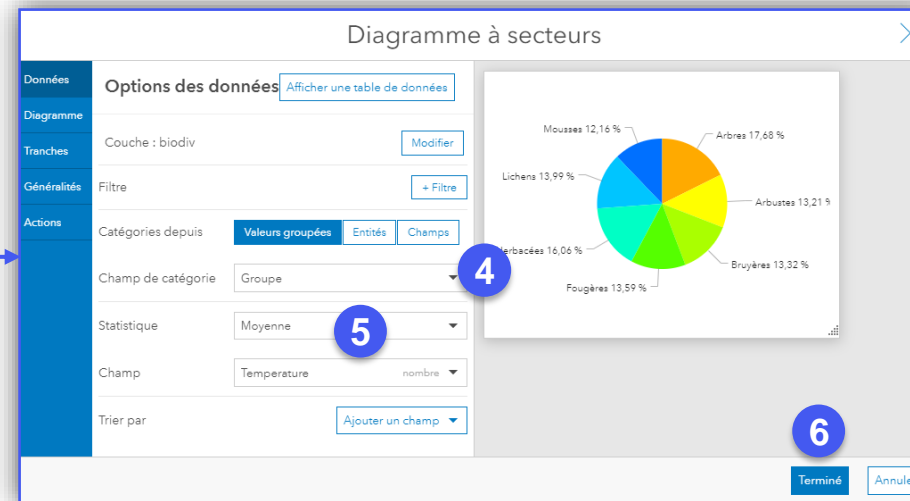 Diagramme à secteurs
Données
Diagramme
Tranches
Généralités
Actions
Options des données
Afficher une table de données
Couche : biodiv
Modifier
Filtre
+ Filtre
Catégories depuis
Valeurs groupées
Entités
Champs
Champ de catégorie
Groupe
4
Statistique
Moyenne
5
Champ
Temperature
nombre
Trier par
Ajouter un champ
Mousses 12,16 %
Arbres 17,68 %
Lichens 13,99 %
Arbustes 13,21 %
erbacées 16,06 %
Bruyères 13,32 %
Fougères 13,59 %
6
Terminé
Annule